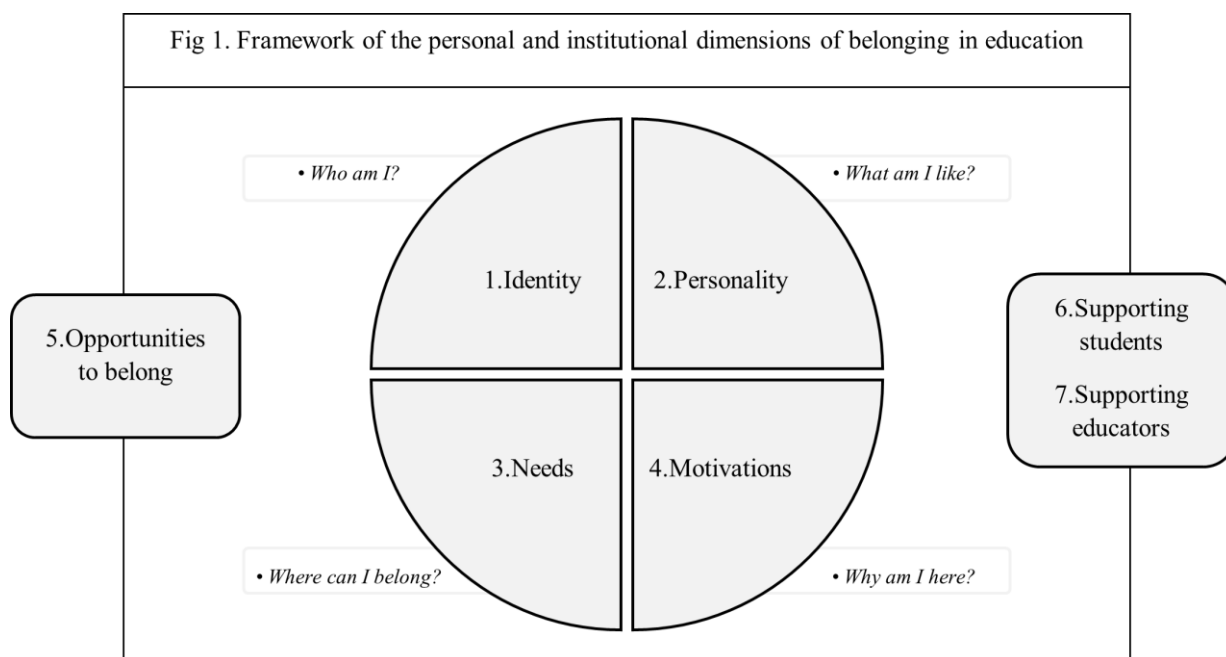 Fig 1. Framework of the personal and institutional dimensions of belonging in education
• Who am I?
• What am I like?
1.Identity
2.Personality
5.Opportunities
to belong
6.Supporting
students
7.Supporting
educators
3.Needs
4.Motivations
• Where can I belong?
• Why am I here?